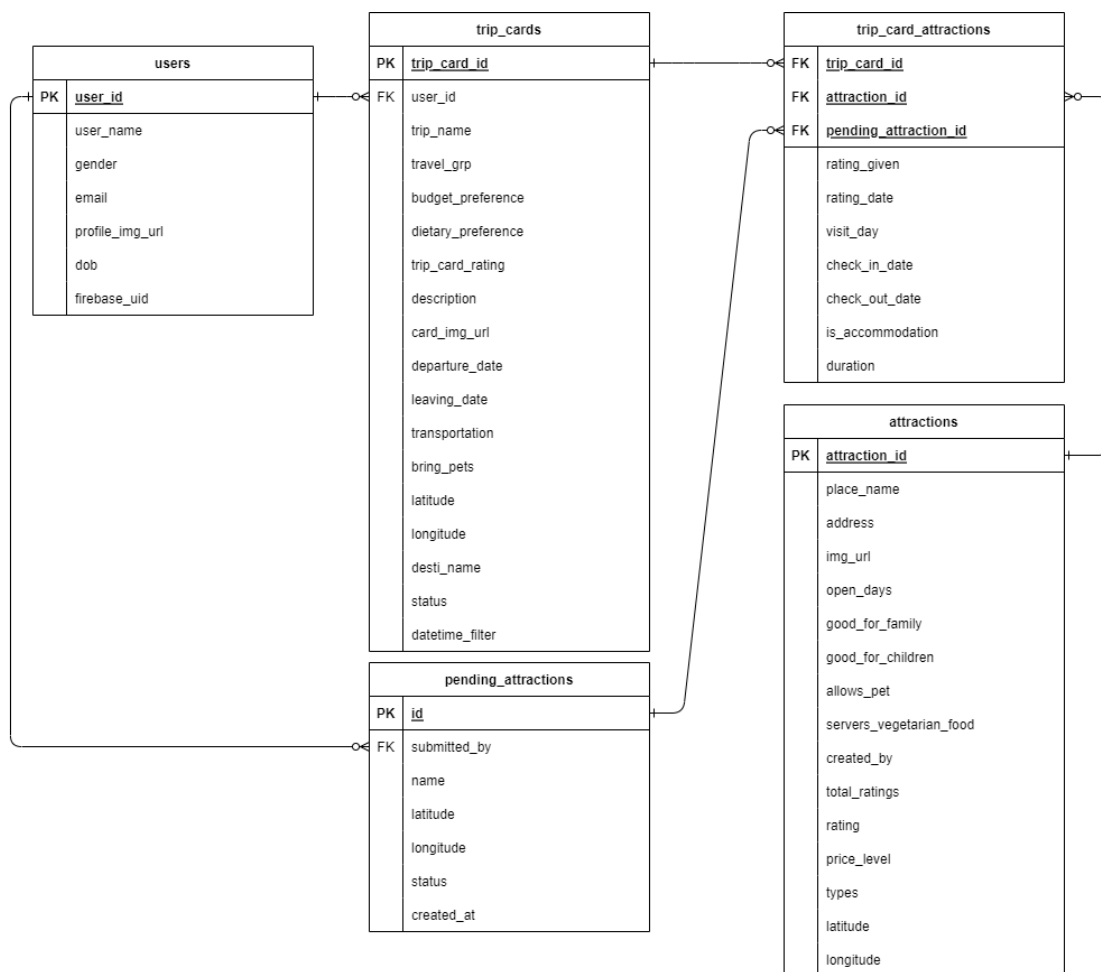 users
PK user_id
user_name
gender
email
profile_img_url
dob
firebase_uid
trip_cards
PK trip_card_id
FK user_id
trip_name
travel_grp
budget_preference
dietary_preference
trip_card_rating
description
card_img_url
departure_date
leaving_date
transportation
bring_pets
latitude
longitude
desti_name
status
datetime_filter
pending_attractions
PK id
FK submitted_by
name
latitude
longitude
status
created_at
trip_card_attractions
FK trip_card_id
FK attraction_id
FK pending_attraction_id
rating_given
rating_date
visit_day
check_in_date
check_out_date
is_accommodation
duration
attractions
PK attraction_id
place_name
address
img_url
open_days
good_for_family
good_for_children
allows_pet
servers_vegetarian_food
created_by
total_ratings
rating
price_level
types
latitude
longitude